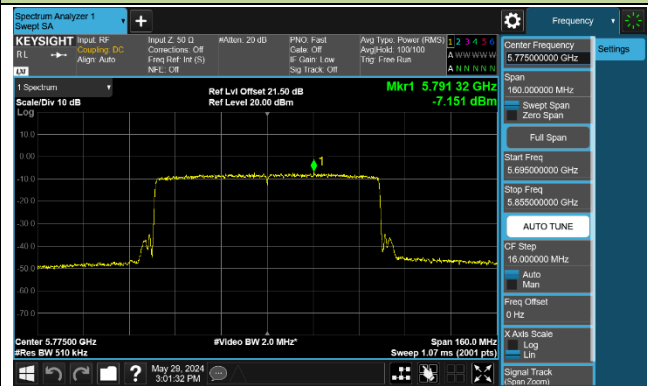 Spectrum Analyzer 1
Swept SA
Frequency
KEYSIGHT
RL
LXI
Input: RF
Coupling: DC
Align: Auto
Input Z: 50 Ω
Corrections: Off
Freq Ref: Int (S)
NFE: Off
#Atten: 20 dB
PNO: Fast
Gate: Off
IF Gain: Low
Sig Track: Off
Avg Type: Power (RMS)
Avg|Hold: 100/100
Trig: Free Run
1 2 3 4 5 6
A W W W W W
A N N N N N
1 Spectrum
Scale/Div 10 dB
Log
Ref Lvl Offset 21.50 dB
Ref Level 20.00 dBm
Mkr1 5.791 32 GHz
-7.151 dBm
10.0
0.00
-10.0
-20.0
-30.0
-40.0
-50.0
-60.0
-70.0
1
Center 5.77500 GHz
#Res BW 510 kHz
#Video BW 2.0 MHz*
Span 160.0 MHz
Sweep 1.07 ms (2001 pts)
Center Frequency
5.775000000 GHz
Span
160.000000 MHz
Swept Span
Zero Span
Full Span
Start Freq
5.695000000 GHz
Stop Freq
5.855000000 GHz
AUTO TUNE
CF Step
16.000000 MHz
Auto
Man
Freq Offset
0 Hz
X Axis Scale
Log
Lin
Signal Track
(Span Zoom)
Settings
May 29, 2024
3:01:32 PM